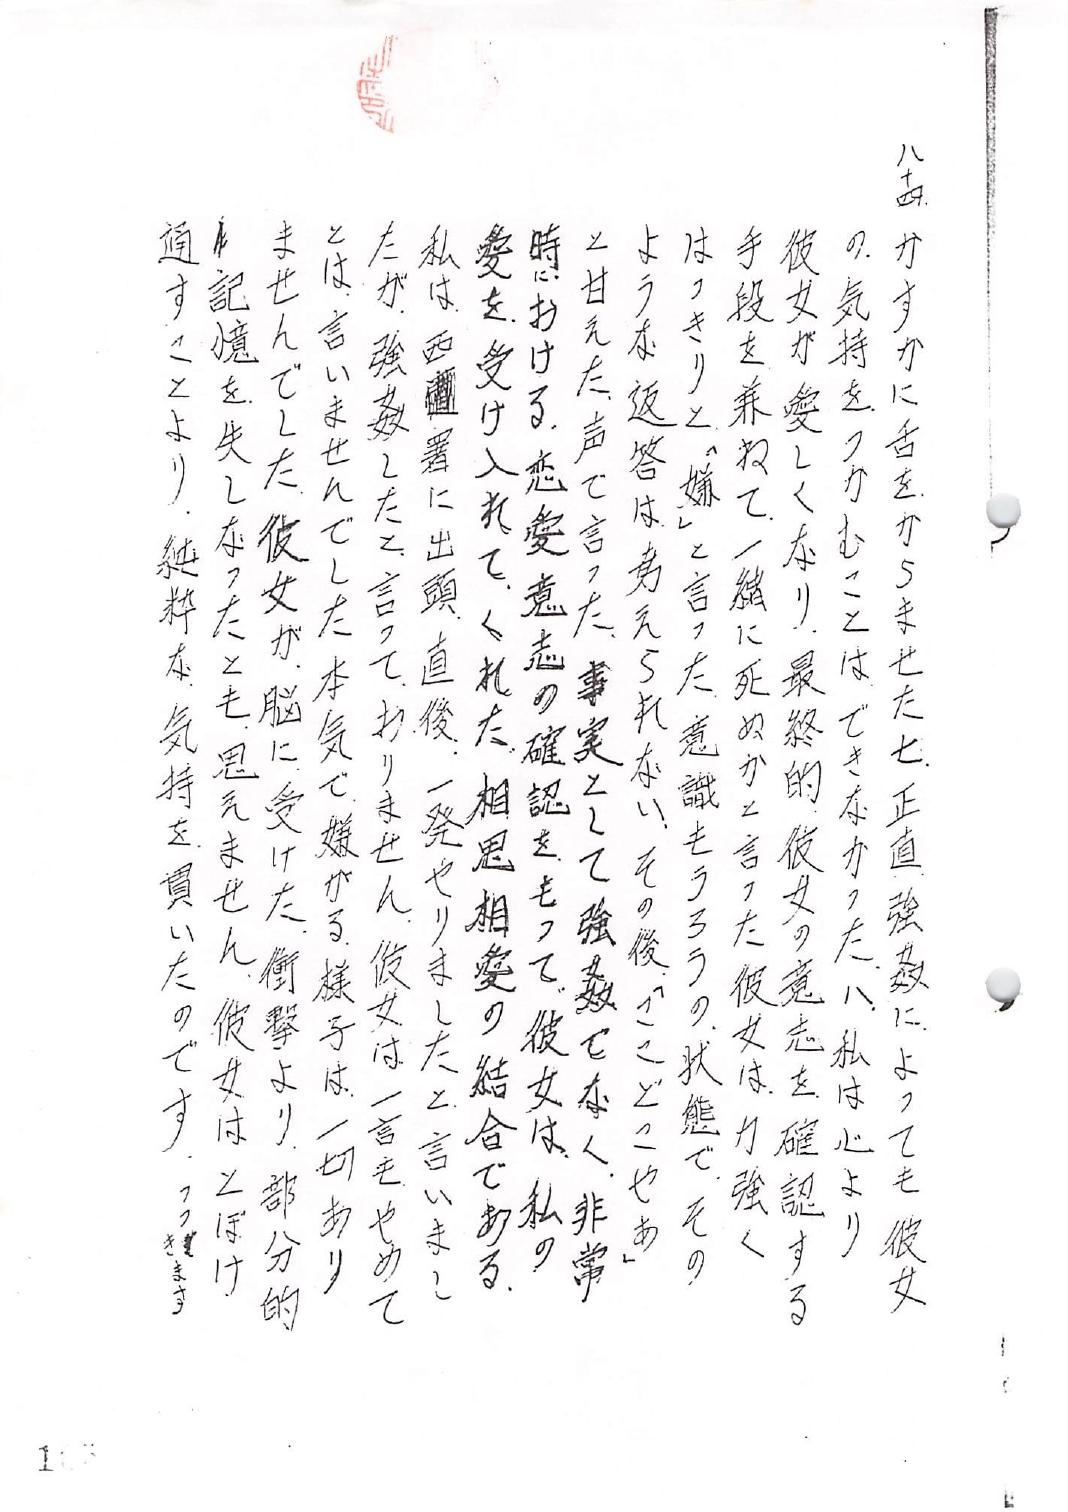 八十四
かすかに舌をからませた七、正直、強姦に、よっても彼女
の、気持を、つかむことは、できなかった、八、私は心より
彼女が愛しくなり、最終的、彼女の意志を、確認する
手段を兼ねて、一緒に死ぬかと言った彼女は、力強く
はっきりと「嫌」と言った、意識もうろうの、状態で、その
ような返答は、考えられない、その後、「ここどこやあ」
と甘えた、声で言った、事実として強姦でなく、非常
時における、恋愛意志の確認をもって、彼女は、私の
愛を、受け入れて、くれた、相思相愛の結合である、
私は、西署に出頭、直後、一発やりましたと、言いまし
たが、強姦したと、言って、おりません、彼女は一言もやめて
とは、言いませんでした本気で、嫌がる、様子は、一切あり
ませんでした、彼女が、脳に、受けた、衝撃より、部分的
に記憶を、失しなったとも、思えません、彼女はとぼけ
通すことより、純粋な、気持を、貫いたのです、つづきます